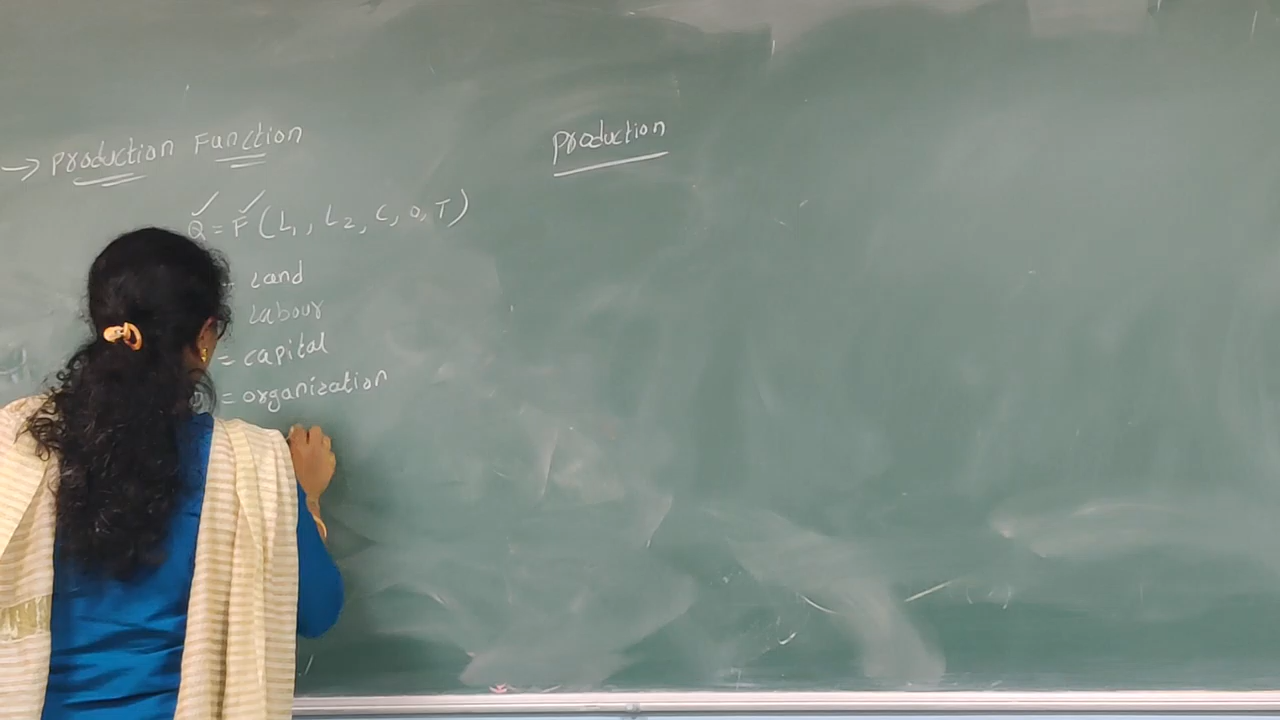 Production
→ Production Function
Q = F (L1, L2, C, O, T)
Land
Labour
= capital
O = organization